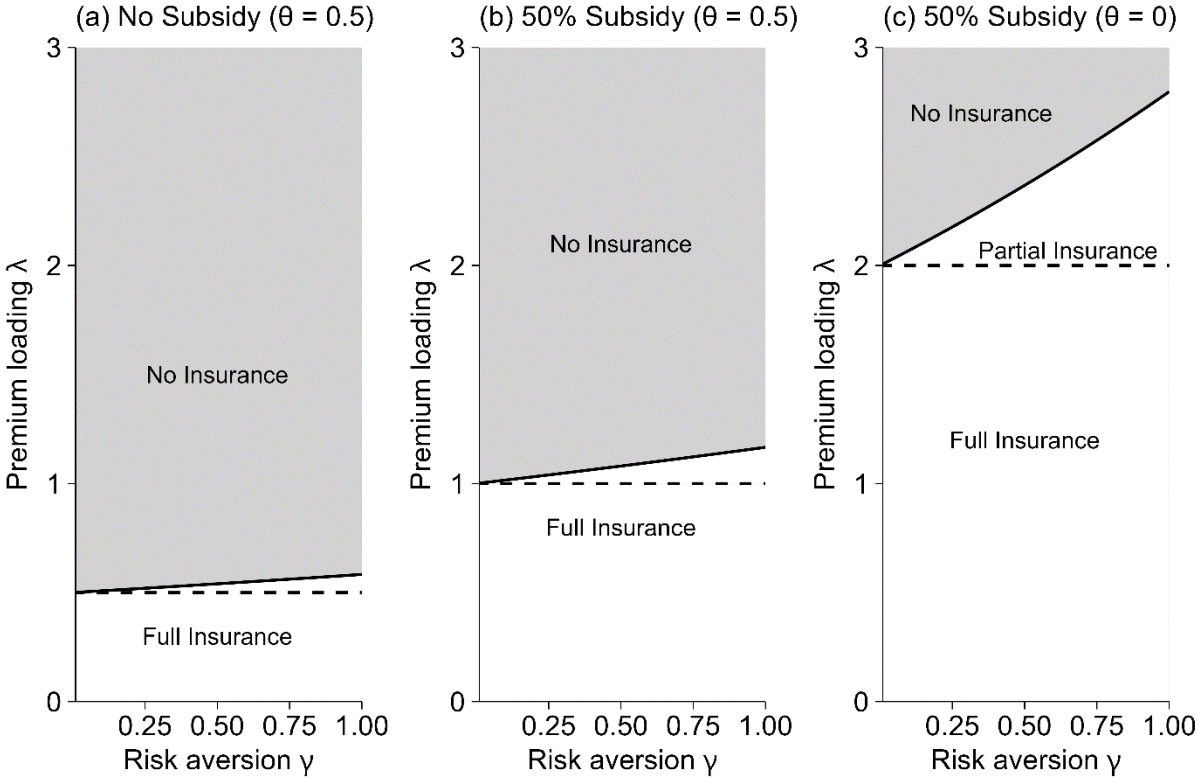 (a) No Subsidy (θ = 0.5)
3
2
1
0
Premium loading λ
No Insurance
Full Insurance
0.25 0.50 0.75 1.00
Risk aversion γ
(b) 50% Subsidy (θ = 0.5)
3
2
1
0
Premium loading λ
No Insurance
Full Insurance
0.25 0.50 0.75 1.00
Risk aversion γ
(c) 50% Subsidy (θ = 0)
3
2
1
0
Premium loading λ
No Insurance
Partial Insurance
Full Insurance
0.25 0.50 0.75 1.00
Risk aversion γ